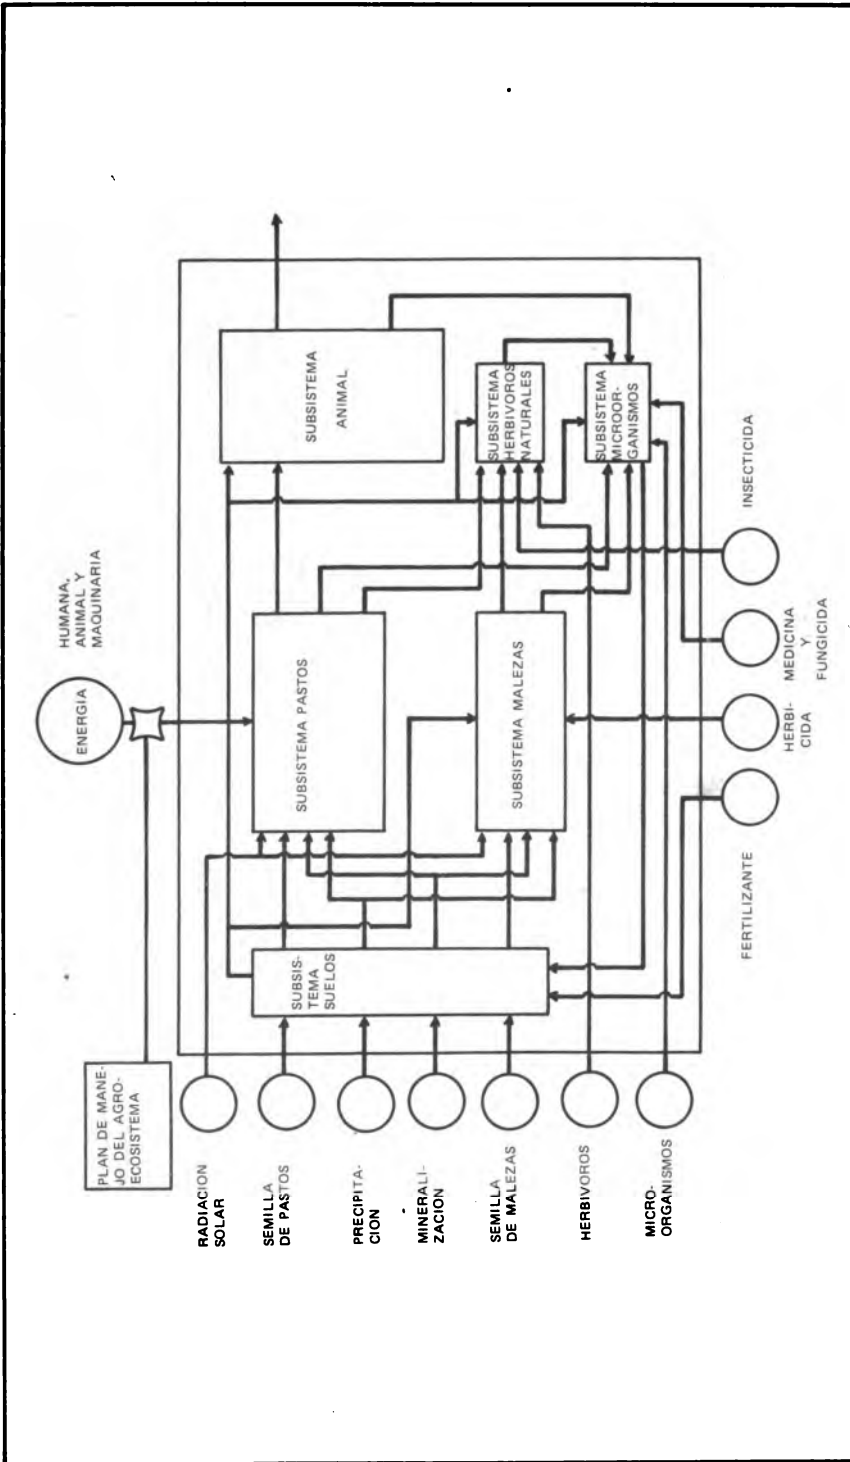 PLAN DE MANE-
JO DEL AGRO-
ECOSISTEMA
ENERGIA
HUMANA,
ANIMAL Y
MAQUINARIA
RADIACION
SOLAR
SEMILLA
DE PASTOS
PRECIPITA-
CION
MINERALI-
ZACION
SEMILLA
DE MALEZAS
HERBIVOROS
MICRO-
ORGANISMOS
SUBSIS-
TEMA
SUELOS
SUBSISTEMA PASTOS
SUBSISTEMA MALEZAS
SUBSISTEMA
ANIMAL
SUBSISTEMA
HERBIVOROS
NATURALES
SUBSISTEMA
MICROOR-
GANISMOS
FERTILIZANTE
HERBI-
CIDA
MEDICINA
Y
FUNGICIDA
INSECTICIDA